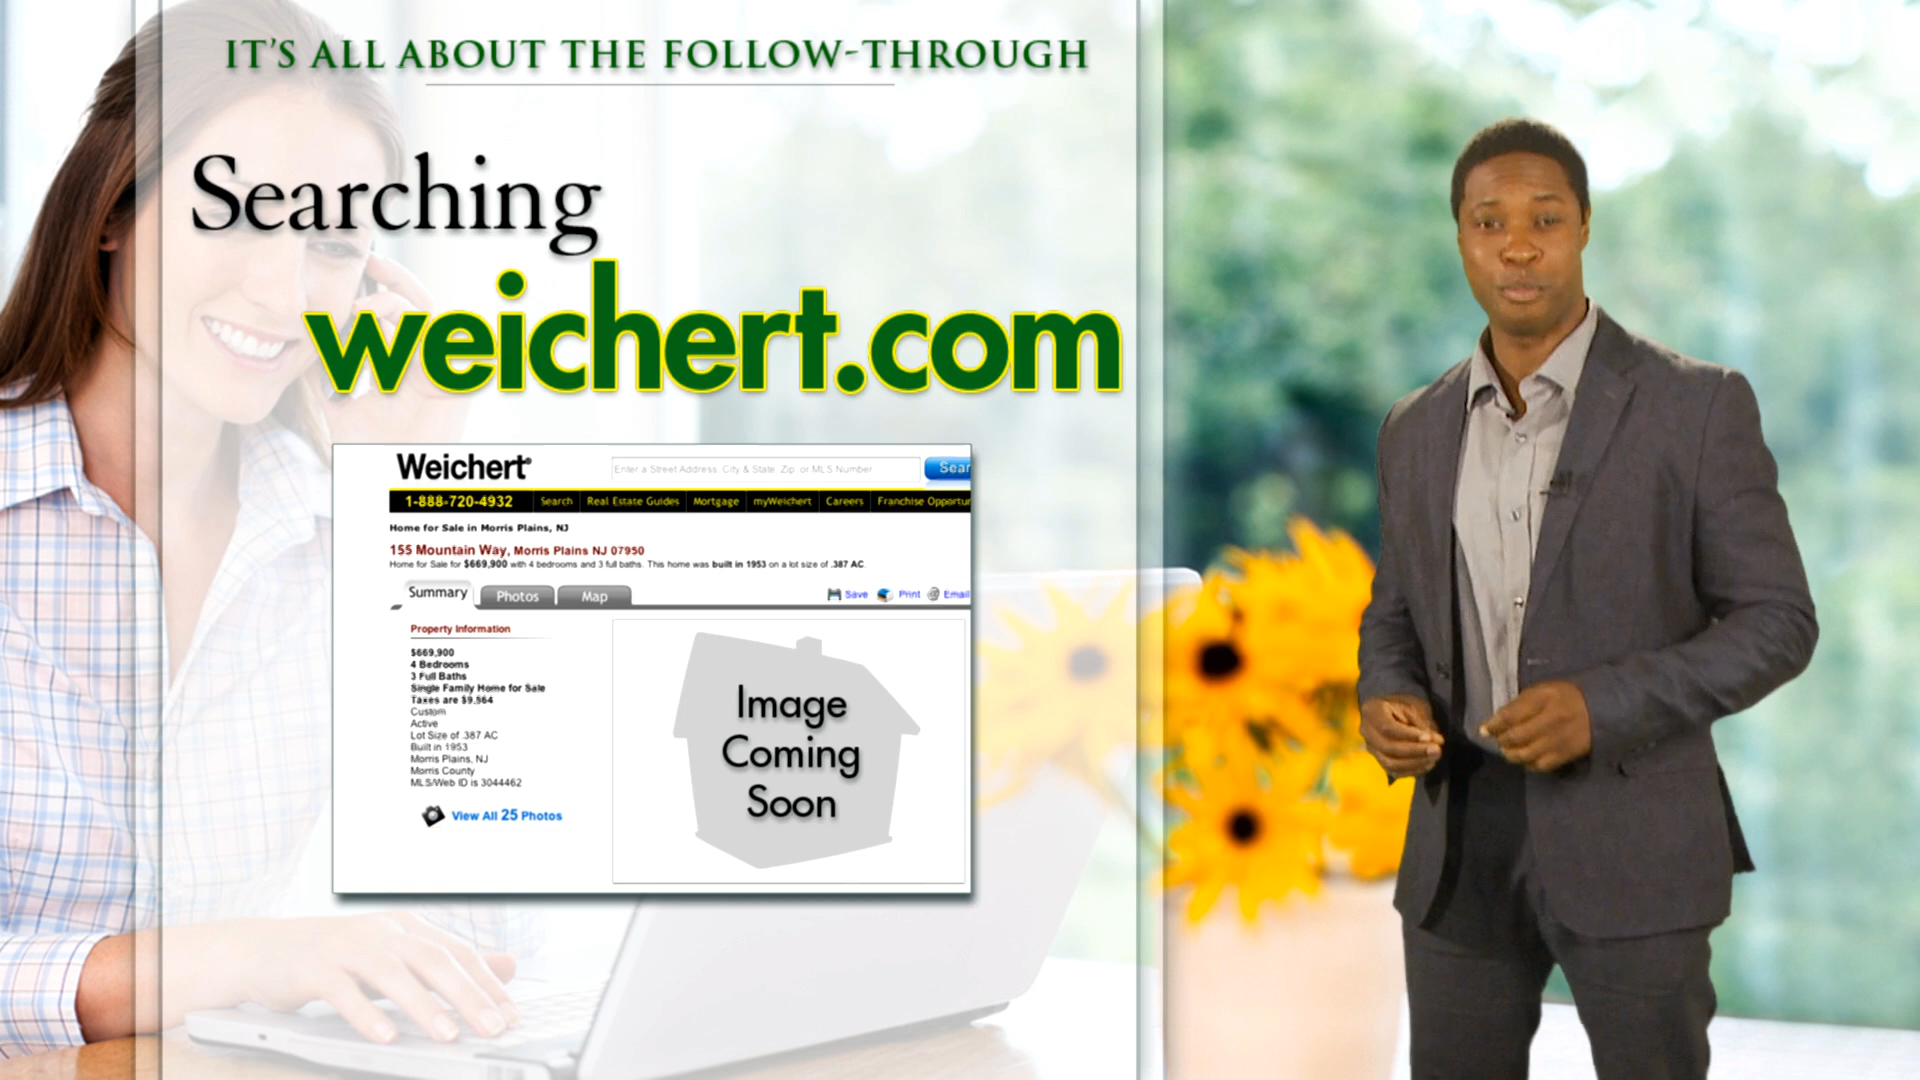 IT'S ALL ABOUT THE FOLLOW-THROUGH
Searching
weichert.com
Weichert®
Enter a Street Address, City & State, Zip, or MLS Number
Sear
1-888-720-4932 Search Real Estate Guides Mortgage myWeichert Careers Franchise Opportun
Home for Sale in Morris Plains, NJ
155 Mountain Way, Morris Plains NJ 07950
Home for Sale for $669,900 with 4 bedrooms and 3 full baths. This home was built in 1953 on a lot size of .387 AC.
Summary Photos Map Save Print Email
Property Information
$669,900
4 Bedrooms
3 Full Baths
Single Family Home for Sale
Taxes are $9,564
Custom
Active
Lot Size of .387 AC
Built in 1953
Morris Plains, NJ
Morris County
MLS/Web ID is 3044462
View All 25 Photos
Image
Coming
Soon